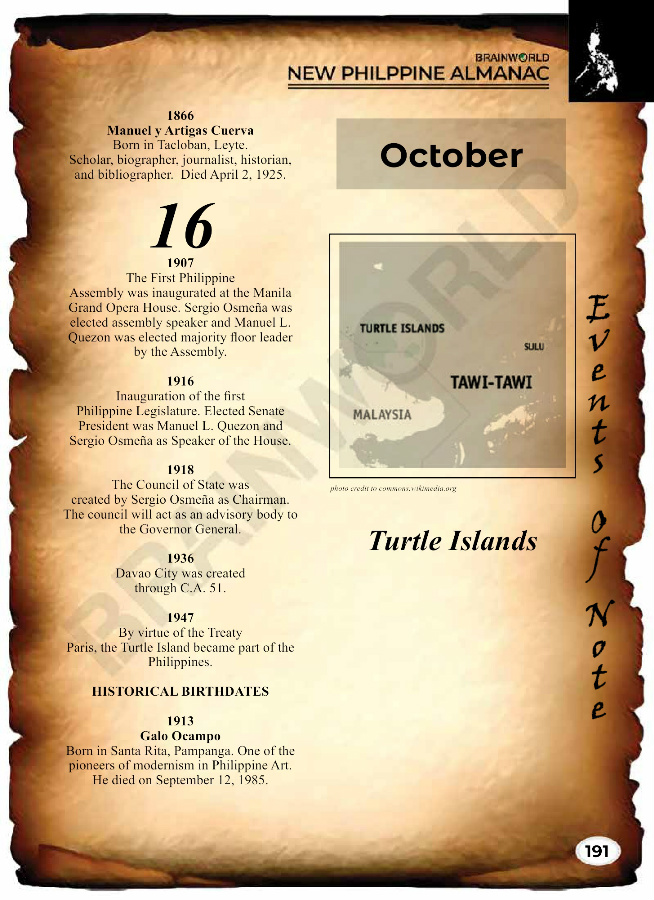 BRAINWORLD
NEW PHILPPINE ALMANAC
1866
Manuel y Artigas Cuerva
Born in Tacloban, Leyte.
Scholar, biographer, journalist, historian,
and bibliographer. Died April 2, 1925.
16
1907
The First Philippine
Assembly was inaugurated at the Manila
Grand Opera House. Sergio Osmeña was
elected assembly speaker and Manuel L.
Quezon was elected majority floor leader
by the Assembly.
1916
Inauguration of the first
Philippine Legislature. Elected Senate
President was Manuel L. Quezon and
Sergio Osmeña as Speaker of the House.
1918
The Council of State was
created by Sergio Osmeña as Chairman.
The council will act as an advisory body to
the Governor General.
1936
Davao City was created
through C.A. 51.
1947
By virtue of the Treaty
Paris, the Turtle Island became part of the
Philippines.
HISTORICAL BIRTHDATES
1913
Galo Ocampo
Born in Santa Rita, Pampanga. One of the
pioneers of modernism in Philippine Art.
He died on September 12, 1985.
October
TURTLE ISLANDS
SULU
TAWI-TAWI
MALAYSIA
photo credit to commons.wikimedia.org
Turtle Islands
Events of Note
191
BRAINWORLD